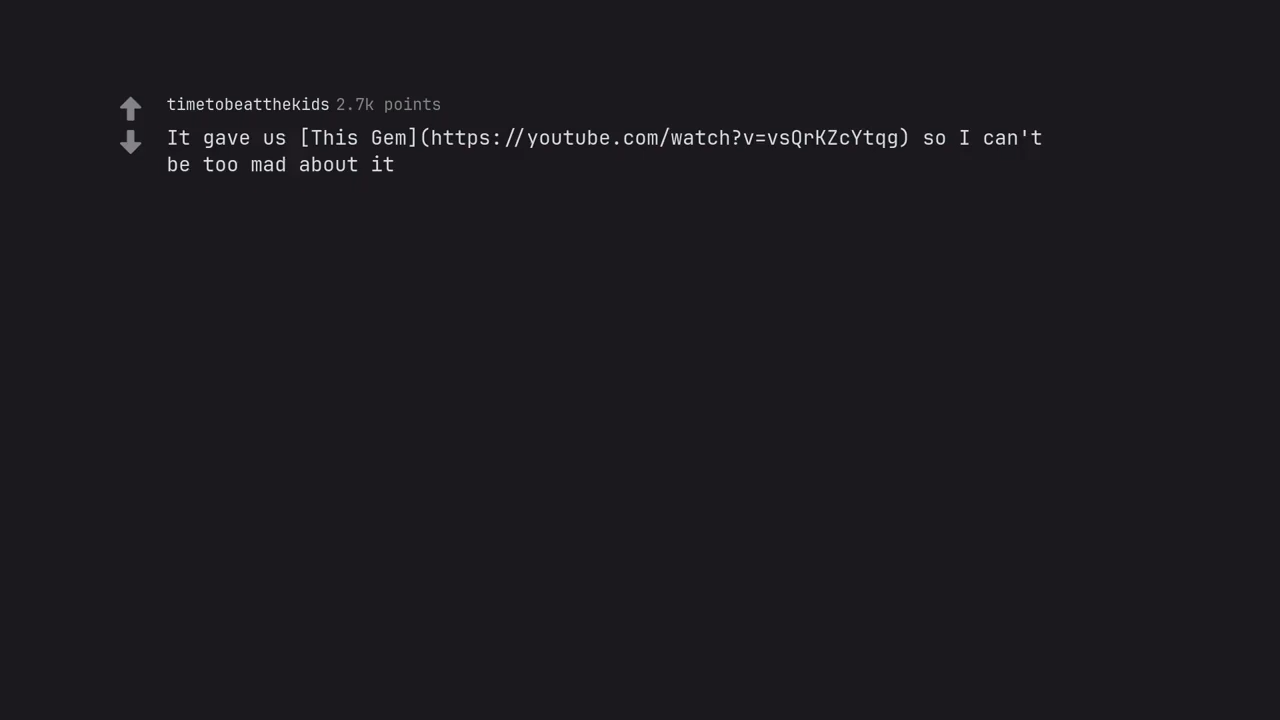 timetobeatthekids 2.7k points
It gave us [This Gem](https://youtube.com/watch?v=vsQrKZcYtqg) so I can't
be too mad about it